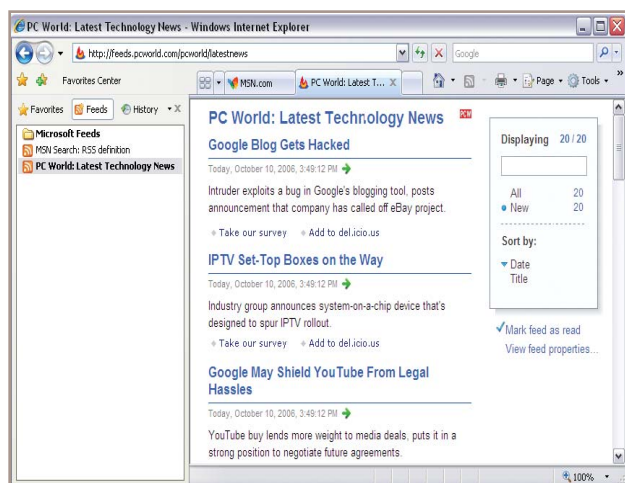 PC World: Latest Technology News - Windows Internet Explorer
http://feeds.pcworld.com/pcworld/latestnews
Google
Favorites Center
MSN.com
PC World: Latest T...
Page
Tools
Favorites
Feeds
History
Microsoft Feeds
MSN Search: RSS definition
PC World: Latest Technology News
PC World: Latest Technology News
PCW
Google Blog Gets Hacked
Today, October 10, 2006, 3:49:12 PM
Intruder exploits a bug in Google's blogging tool, posts
announcement that company has called off eBay project.
Take our survey Add to del.icio.us
IPTV Set-Top Boxes on the Way
Today, October 10, 2006, 3:49:12 PM
Industry group announces system-on-a-chip device that's
designed to spur IPTV rollout.
Take our survey Add to del.icio.us
Google May Shield YouTube From Legal
Hassles
Today, October 10, 2006, 3:49:12 PM
YouTube buy lends more weight to media deals, puts it in a
strong position to negotiate future agreements.
Displaying 20 / 20
All 20
New 20
Sort by:
Date
Title
Mark feed as read
View feed properties...
100%